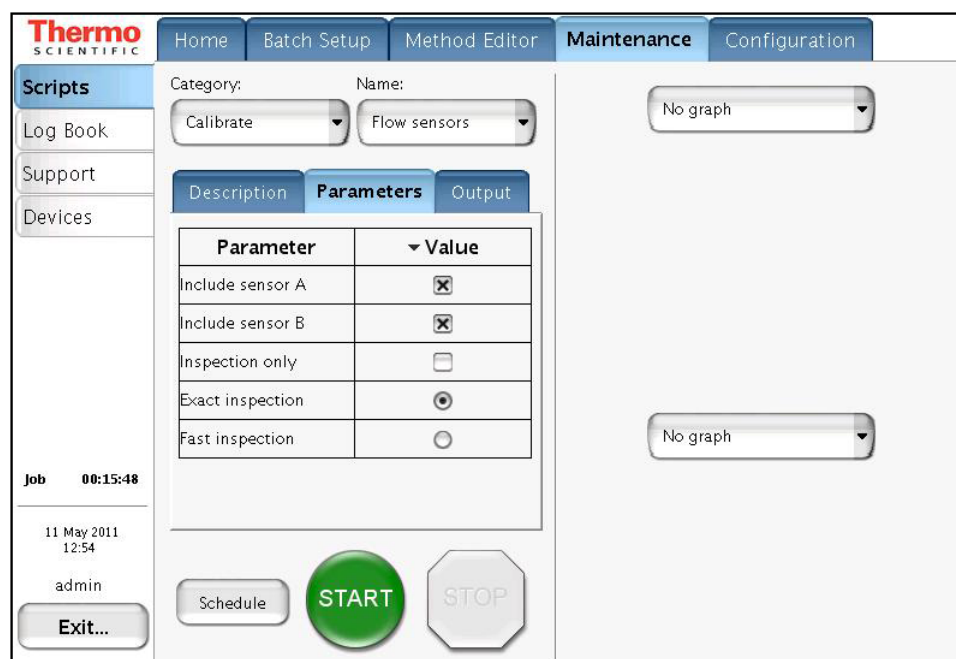 Thermo
SCIENTIFIC
Home
Batch Setup
Method Editor
Maintenance
Configuration
Scripts
Log Book
Support
Devices
Category:
Name:
Calibrate
Flow sensors
No graph
Description
Parameters
Output
Parameter
Value
Include sensor A
Include sensor B
Inspection only
Exact inspection
Fast inspection
No graph
Job 00:15:48
11 May 2011
12:54
admin
Exit...
Schedule
START
STOP